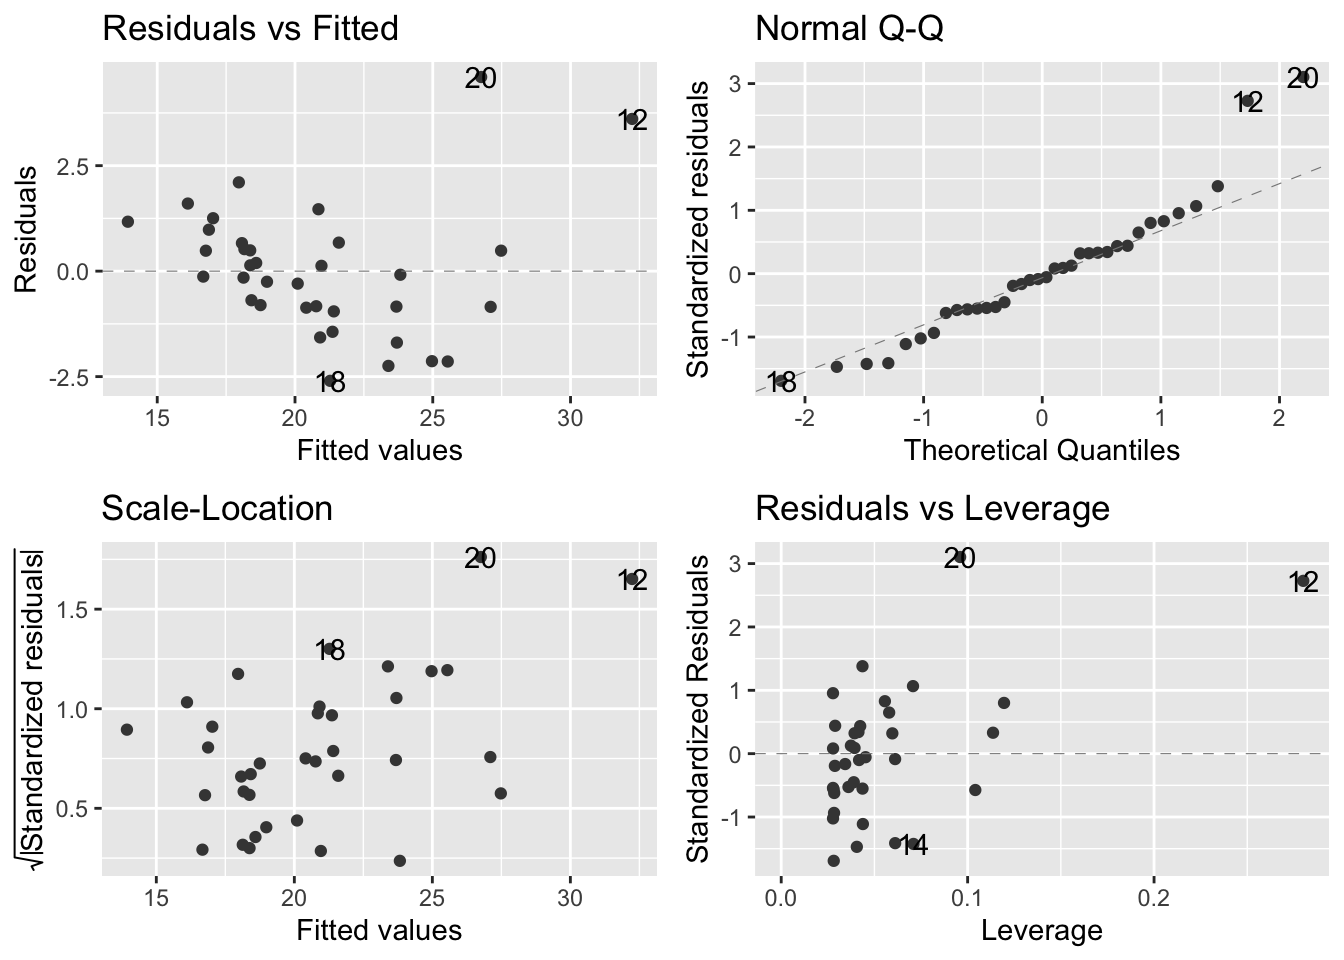 Residuals vs Fitted
Residuals
2.5
0.0
-2.5
20
12
18
15 20 25 30
Fitted values
Normal Q-Q
Standardized residuals
3
2
1
0
-1
20
12
18
-2 -1 0 1 2
Theoretical Quantiles
Scale-Location
√|Standardized residuals|
1.5
1.0
0.5
20
12
18
15 20 25 30
Fitted values
Residuals vs Leverage
Standardized Residuals
3
2
1
0
-1
20
12
14
0.0 0.1 0.2
Leverage